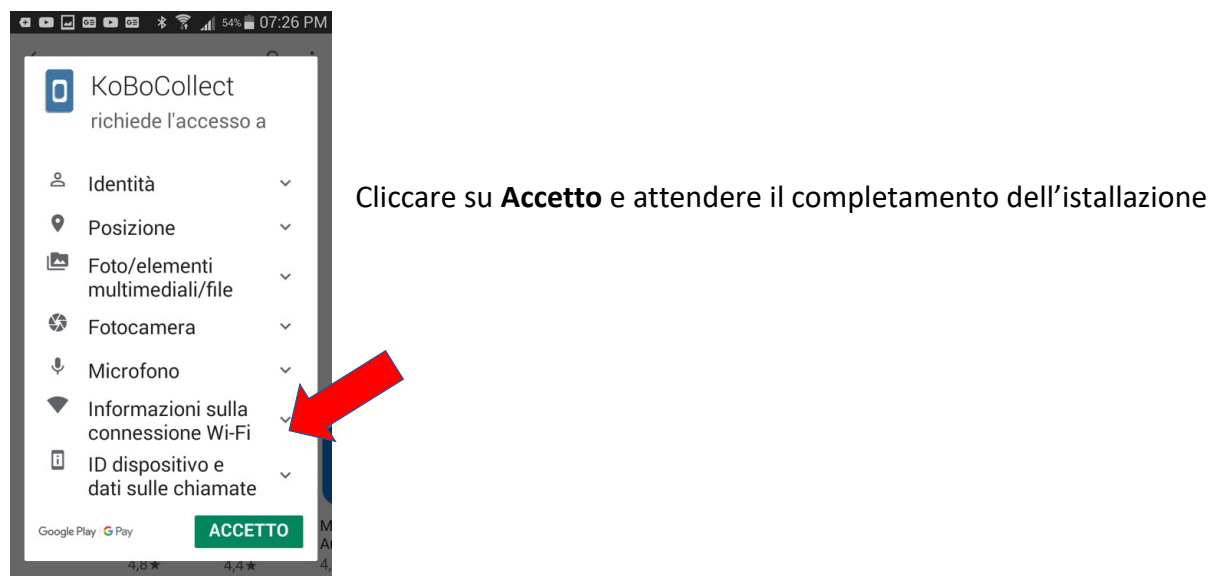 54% 07:26 PM
KoBoCollect
richiede l'accesso a
Identità
Posizione
Foto/elementi
multimediali/file
Fotocamera
Microfono
Informazioni sulla
connessione Wi-Fi
ID dispositivo e
dati sulle chiamate
Google Play G Pay
ACCETTO
4,8★ 4,4★ 4,
Cliccare su Accetto e attendere il completamento dell’istallazione